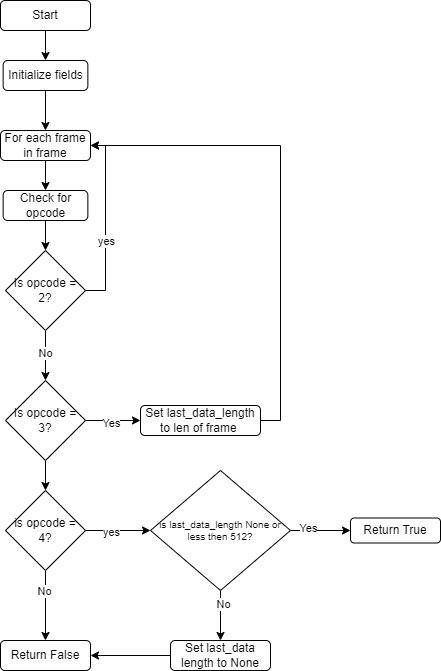 Start
Initialize fields
For each frame
in frame
Check for
opcode
yes
Is opcode =
2?
No
Is opcode =
3?
Yes
Set last_data_length
to len of frame
Is opcode =
4?
yes
Is last_data_length None or
less then 512?
Yes
Return True
No
No
Return False
Set last_data
length to None